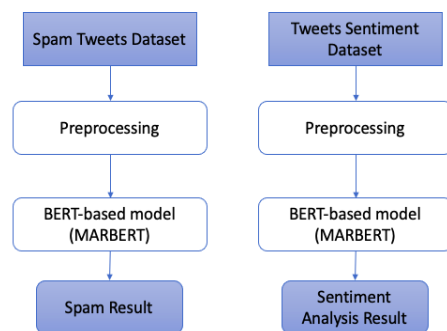 Spam Tweets Dataset
Preprocessing
BERT-based model
(MARBERT)
Spam Result
Tweets Sentiment
Dataset
Preprocessing
BERT-based model
(MARBERT)
Sentiment
Analysis Result